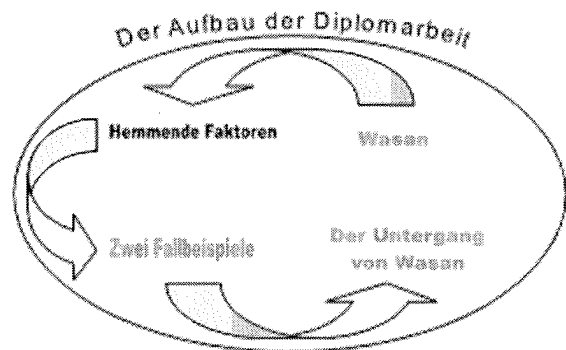 Der Aufbau der Diplomarbeit
Hemmende Faktoren
Wasan
Zwei Fallbeispiele
Der Untergang
von Wasan